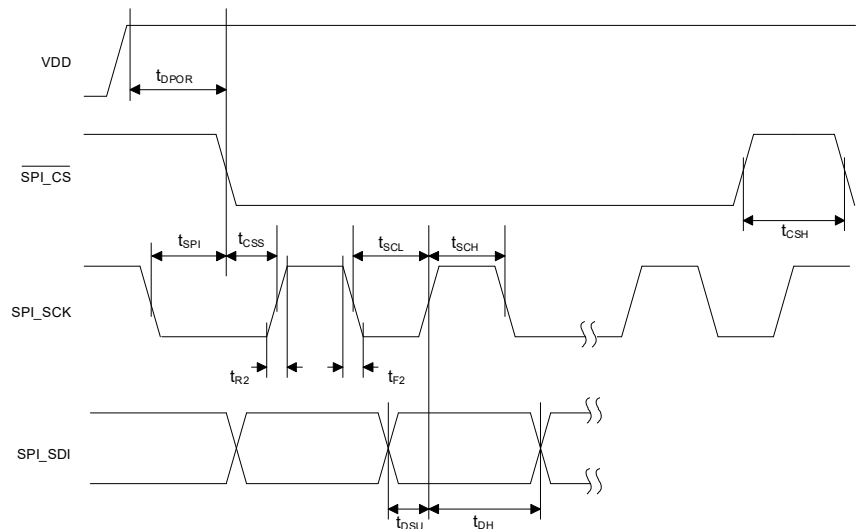 VDD
tDPOR
SPI_CS
tSPI
tCSS
tSCL
tSCH
tCSH
SPI_SCK
tR2
tF2
SPI_SDI
tDSU
tDH